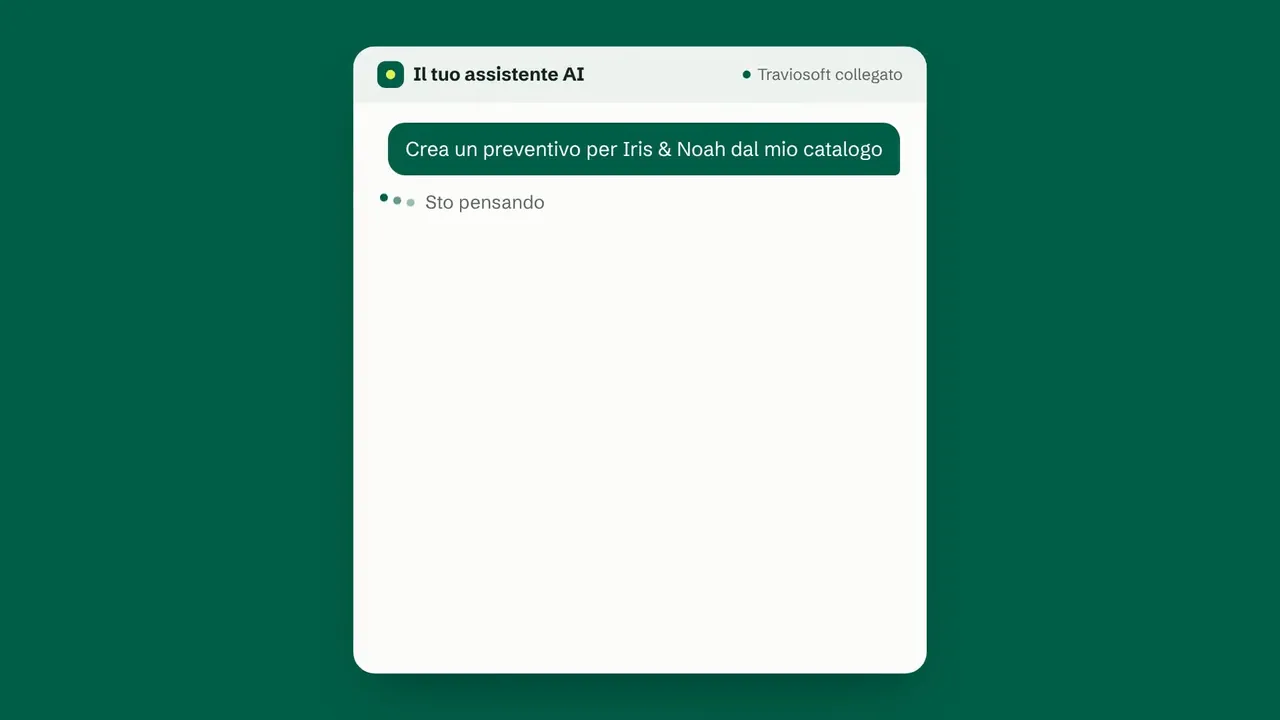 Il tuo assistente AI
Traviosoft collegato
Crea un preventivo per Iris & Noah dal mio catalogo
Sto pensando